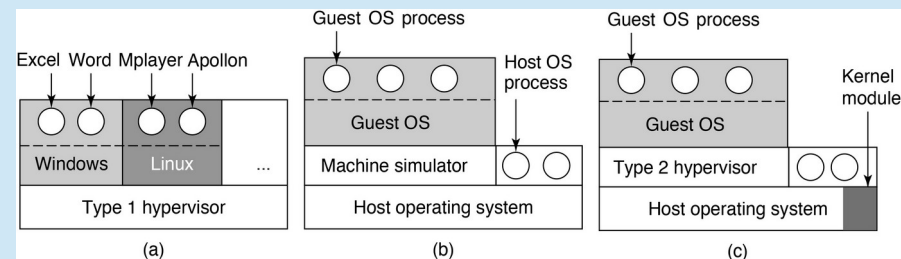 Excel Word Mplayer Apollon
Windows
Linux
...
Type 1 hypervisor
(a)
Guest OS process
Host OS
process
Guest OS
Machine simulator
Host operating system
(b)
Guest OS process
Kernel
module
Guest OS
Type 2 hypervisor
Host operating system
(c)